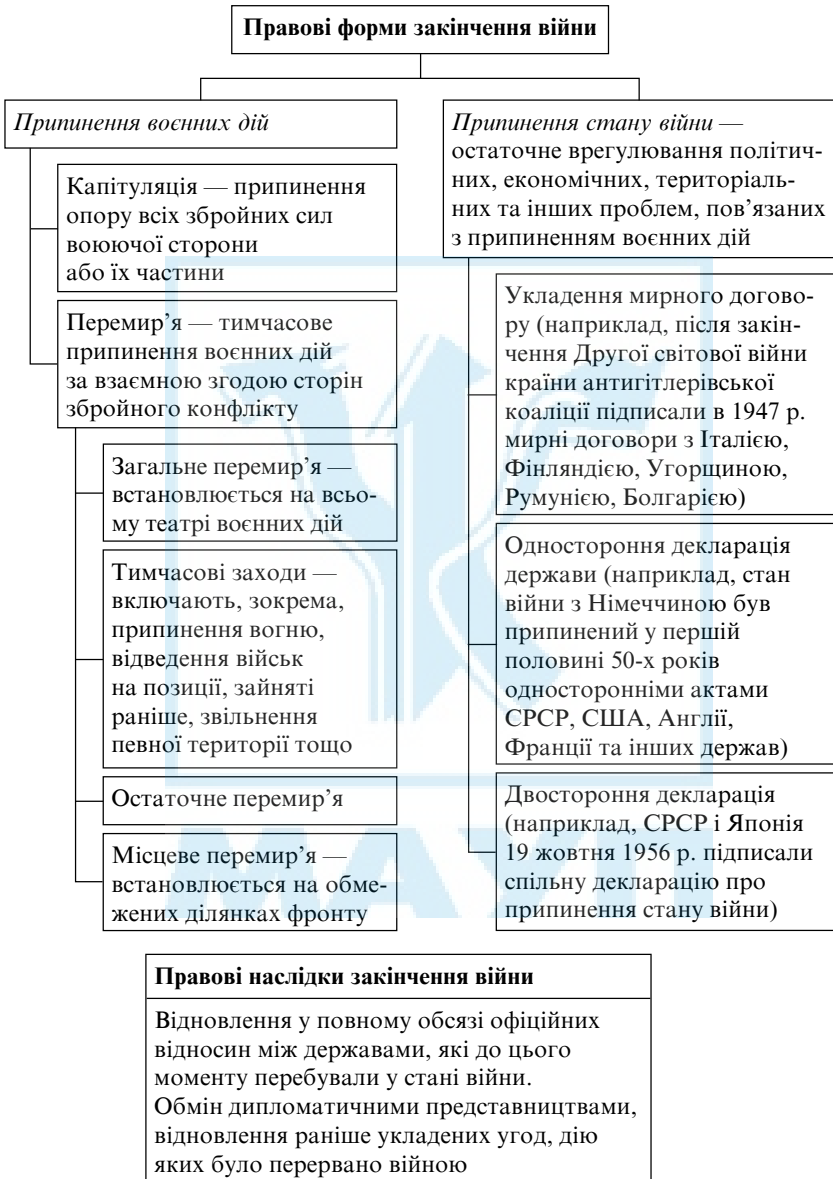 Правові форми закінчення війни
Припинення воєнних дій
Капітуляція — припинення
опору всіх збройних сил
воюючої сторони
або їх частини
Перемир’я — тимчасове
припинення воєнних дій
за взаємною згодою сторін
збройного конфлікту
Загальне перемир’я —
встановлюється на всьо-
му театрі воєнних дій
Тимчасові заходи —
включають, зокрема,
припинення вогню,
відведення військ
на позиції, зайняті
раніше, звільнення
певної території тощо
Остаточне перемир’я
Місцеве перемир’я —
встановлюється на обме-
жених ділянках фронту
Припинення стану війни —
остаточне врегулювання політич-
них, економічних, територіаль-
них та інших проблем, пов’язаних
з припиненням воєнних дій
Укладення мирного догово-
ру (наприклад, після закін-
чення Другої світової війни
країни антигітлерівської
коаліції підписали в 1947 р.
мирні договори з Італією,
Фінляндією, Угорщиною,
Румунією, Болгарією)
Одностороння декларація
держави (наприклад, стан
війни з Німеччиною був
припинений у першій
половині 50-х років
односторонніми актами
СРСР, США, Англії,
Франції та інших держав)
Двостороння декларація
(наприклад, СРСР і Японія
19 жовтня 1956 р. підписали
спільну декларацію про
припинення стану війни)
МАУП
Правові наслідки закінчення війни
Відновлення у повному обсязі офіційних
відносин між державами, які до цього
моменту перебували у стані війни.
Обмін дипломатичними представництвами,
відновлення раніше укладених угод, дію
яких було перервано війною